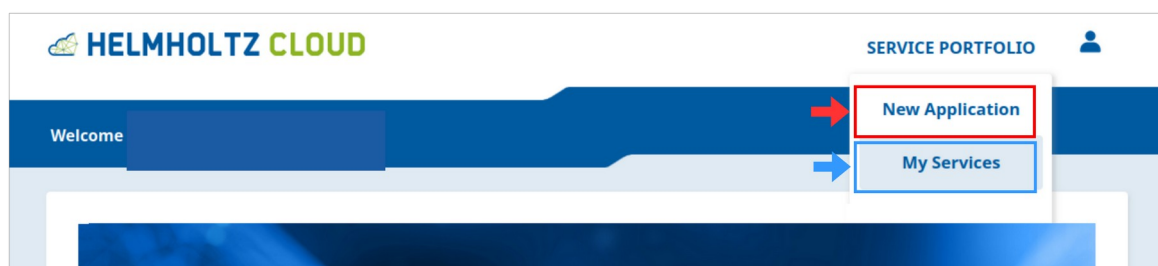 HELMHOLTZ CLOUD
SERVICE PORTFOLIO
New Application
Welcome
My Services